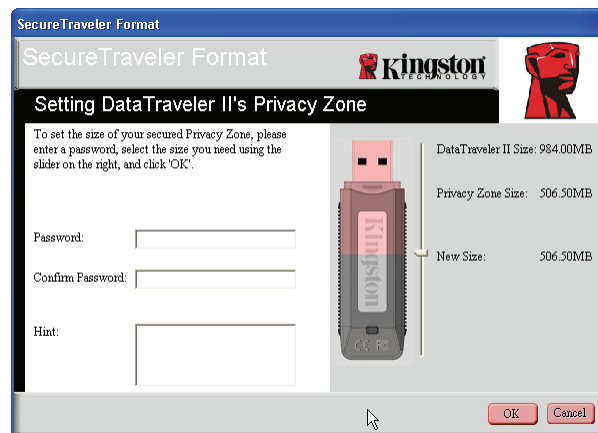 SecureTraveler Format
SecureTraveler Format
Kingston
TECHNOLOGY
Setting DataTraveler II's Privacy Zone
To set the size of your secured Privacy Zone, please
enter a password, select the size you need using the
slider on the right, and click 'OK'.
DataTraveler II Size: 984.00MB
Privacy Zone Size: 506.50MB
New Size: 506.50MB
Password:
Confirm Password:
Hint:
Kingston
CE FC
OK Cancel